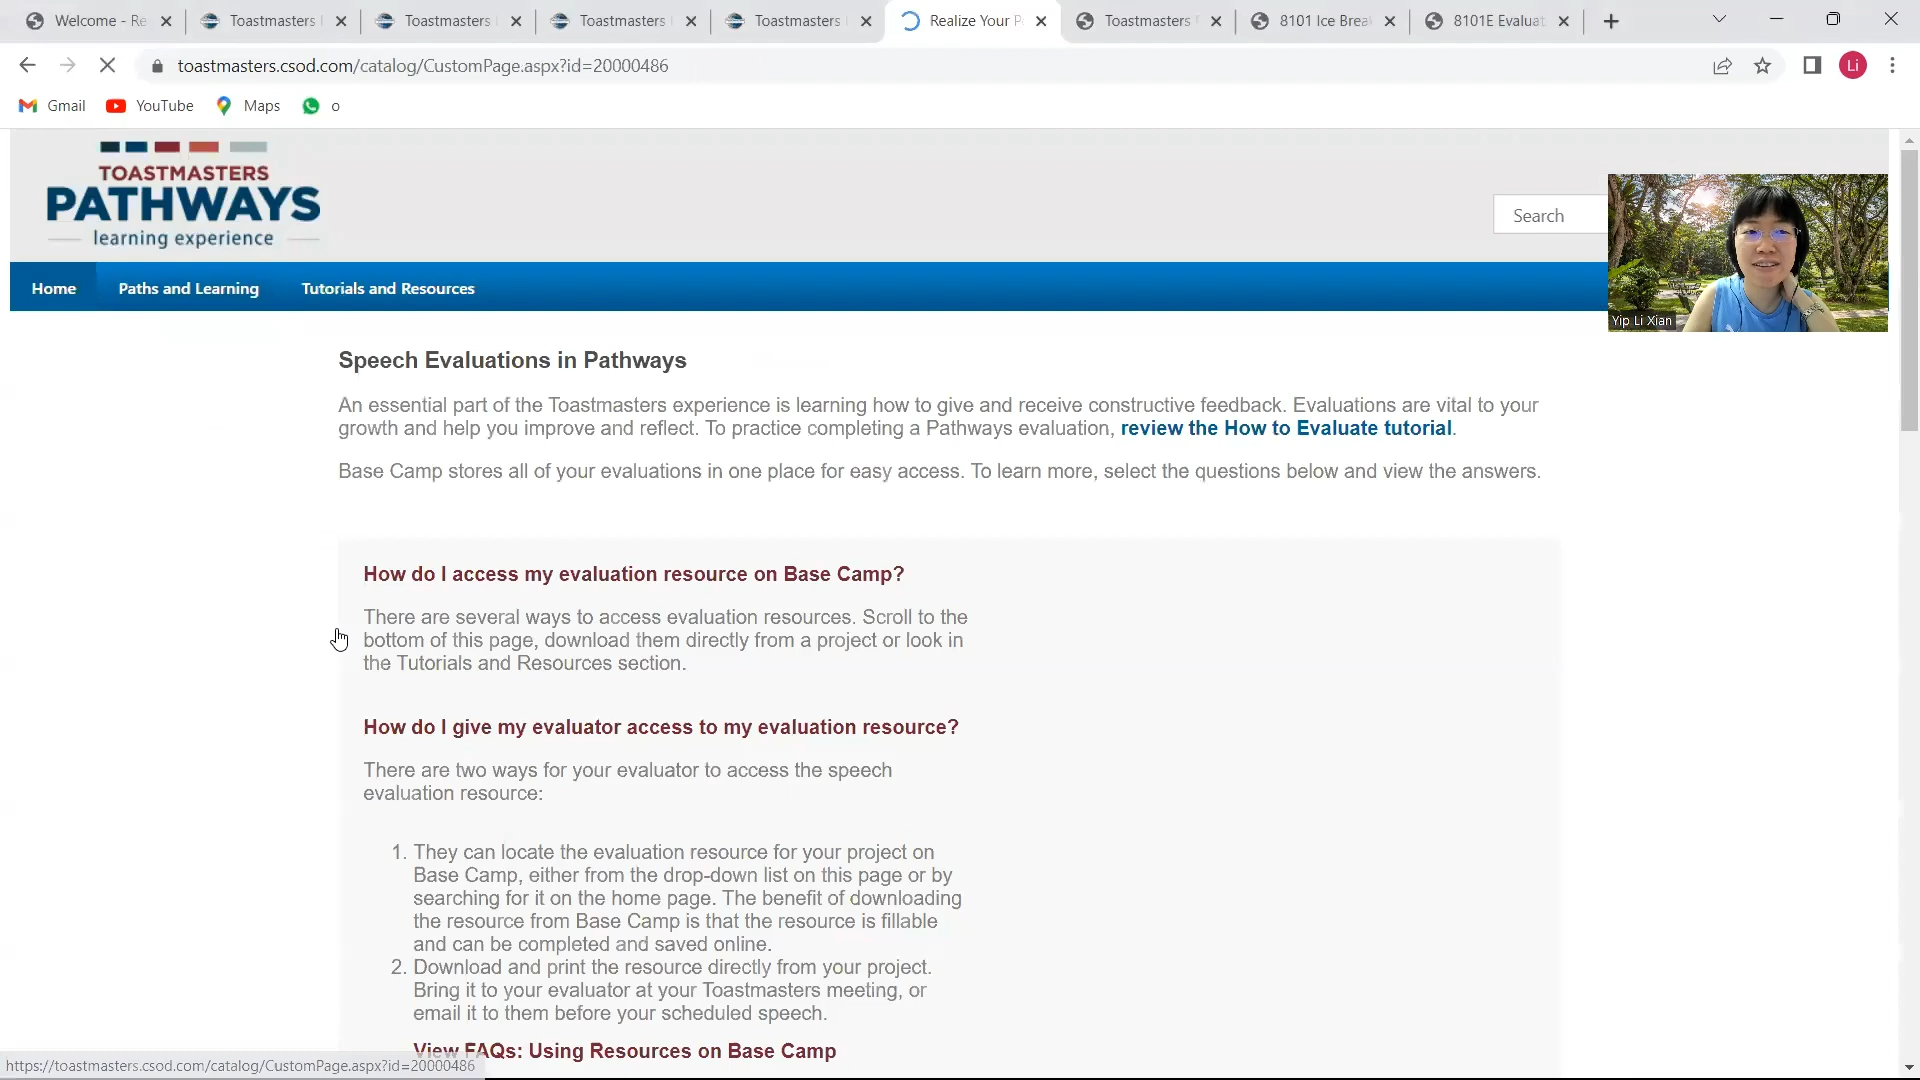 Welcome - Re
Toastmasters
Toastmasters
Toastmasters
Toastmasters
Realize Your P
Toastmasters
8101 Ice Brea
8101E Evaluat
toastmasters.csod.com/catalog/CustomPage.aspx?id=20000486
Li
Gmail
YouTube
Maps
o
TOASTMASTERS
PATHWAYS
learning experience
Search
Home
Paths and Learning
Tutorials and Resources
Yip Li Xian
Speech Evaluations in Pathways
An essential part of the Toastmasters experience is learning how to give and receive constructive feedback. Evaluations are vital to your
growth and help you improve and reflect. To practice completing a Pathways evaluation, review the How to Evaluate tutorial.
Base Camp stores all of your evaluations in one place for easy access. To learn more, select the questions below and view the answers.
How do I access my evaluation resource on Base Camp?
There are several ways to access evaluation resources. Scroll to the
bottom of this page, download them directly from a project or look in
the Tutorials and Resources section.
How do I give my evaluator access to my evaluation resource?
There are two ways for your evaluator to access the speech
evaluation resource:
1. They can locate the evaluation resource for your project on
Base Camp, either from the drop-down list on this page or by
searching for it on the home page. The benefit of downloading
the resource from Base Camp is that the resource is fillable
and can be completed and saved online.
2. Download and print the resource directly from your project.
Bring it to your evaluator at your Toastmasters meeting, or
email it to them before your scheduled speech.
View FAQs: Using Resources on Base Camp
https://toastmasters.csod.com/catalog/CustomPage.aspx?id=20000486